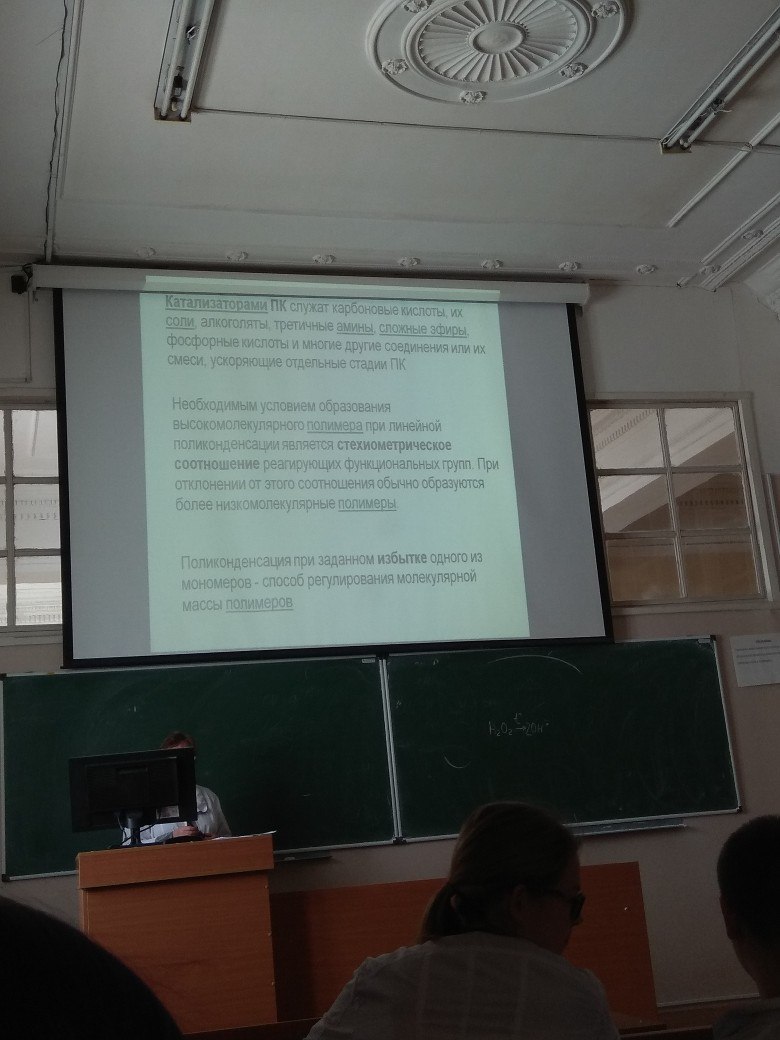 Катализаторами ПК служат карбоновые кислоты, их
соли, алкоголяты, третичные амины, сложные эфиры,
фосфорные кислоты и многие другие соединения или их
смеси, ускоряющие отдельные стадии ПК
Необходимым условием образования
высокомолекулярного полимера при линейной
поликонденсации является стехиометрическое
соотношение реагирующих функциональных групп. При
отклонении от этого соотношения обычно образуются
более низкомолекулярные полимеры.
Поликонденсация при заданном избытке одного из
мономеров - способ регулирования молекулярной
массы полимеров
H₂O₂ →2OH